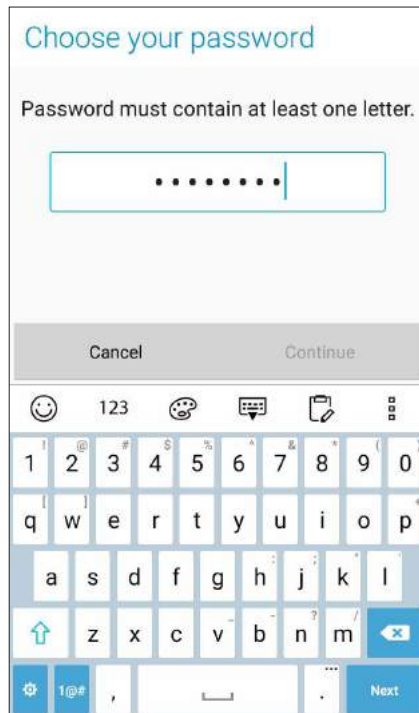 Choose your password
Password must contain at least one letter.
••••••••
Cancel Continue
123
! @ # $ % ^ & * ( )
1 2 3 4 5 6 7 8 9 0
[ ]
q w e r t y u i o p
: ; * '
a s d f g h j k l
_ - ? /
z x c v b n m
1@# , . Next